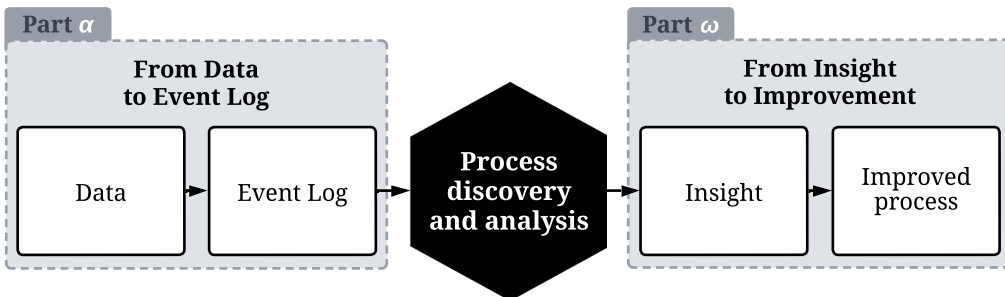 Part α
From Data
to Event Log
Data
Event Log
Process
discovery
and analysis
Part ω
From Insight
to Improvement
Insight
Improved
process